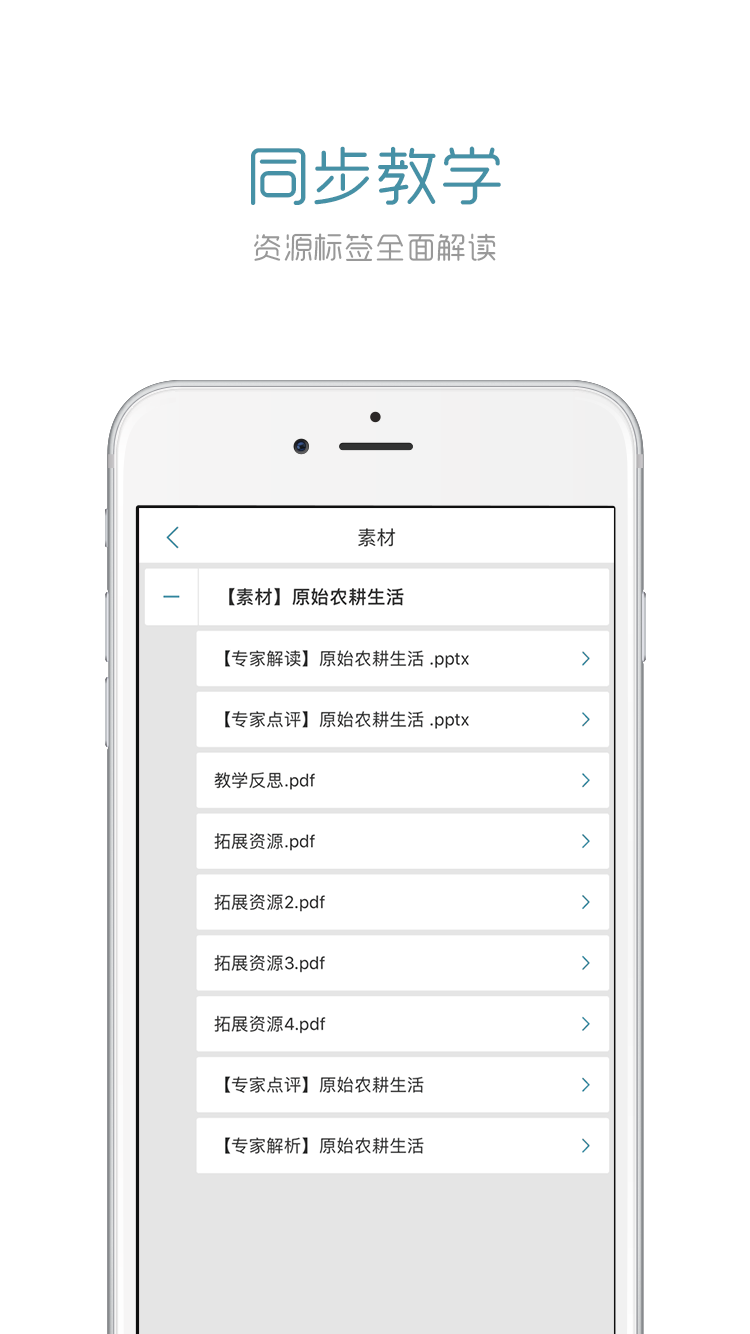 同步教学
资源标签全面解读
素材
【素材】原始农耕生活
【专家解读】原始农耕生活 .pptx
【专家点评】原始农耕生活 .pptx
教学反思.pdf
拓展资源.pdf
拓展资源2.pdf
拓展资源3.pdf
拓展资源4.pdf
【专家点评】原始农耕生活
【专家解析】原始农耕生活